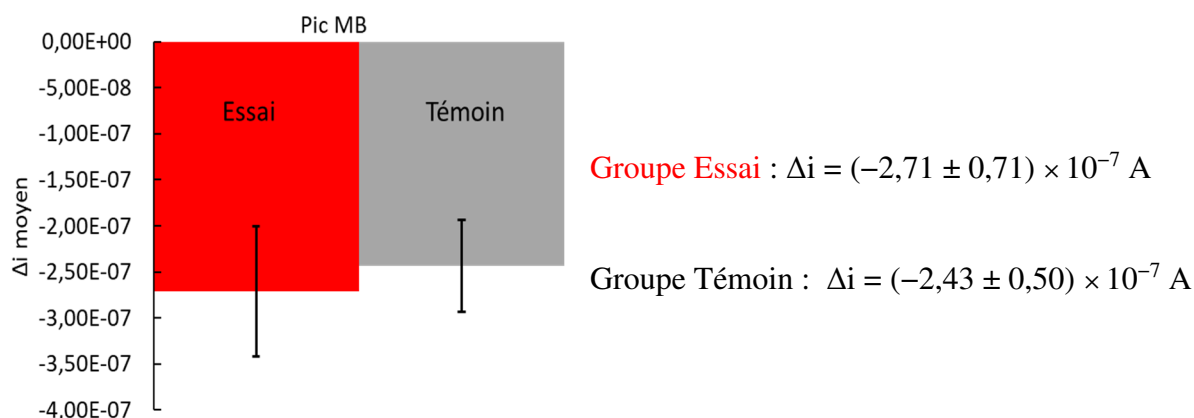 Pic MB
0,00E+00
-5,00E-08
-1,00E-07
-1,50E-07
-2,00E-07
-2,50E-07
-3,00E-07
-3,50E-07
-4,00E-07
Δi moyen
Essai
Témoin
Groupe Essai : Δi = (−2,71 ± 0,71) × 10⁻⁷ A
Groupe Témoin : Δi = (−2,43 ± 0,50) × 10⁻⁷ A